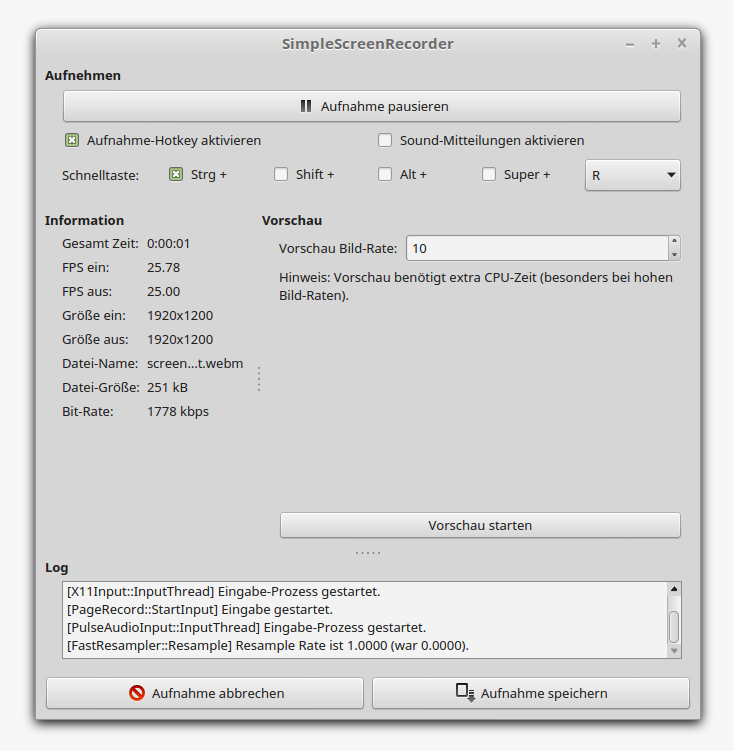 SimpleScreenRecorder
Aufnehmen
Aufnahme pausieren
Aufnahme-Hotkey aktivieren Sound-Mitteilungen aktivieren
Schnelltaste: Strg + Shift + Alt + Super + R
Information
Gesamt Zeit: 0:00:01
FPS ein: 25.78
FPS aus: 25.00
Größe ein: 1920x1200
Größe aus: 1920x1200
Datei-Name: screen...t.webm
Datei-Größe: 251 kB
Bit-Rate: 1778 kbps
Vorschau
Vorschau Bild-Rate: 10
Hinweis: Vorschau benötigt extra CPU-Zeit (besonders bei hohen
Bild-Raten).
Vorschau starten
Log
[X11Input::InputThread] Eingabe-Prozess gestartet.
[PageRecord::StartInput] Eingabe gestartet.
[PulseAudioInput::InputThread] Eingabe-Prozess gestartet.
[FastResampler::Resample] Resample Rate ist 1.0000 (war 0.0000).
Aufnahme abbrechen Aufnahme speichern